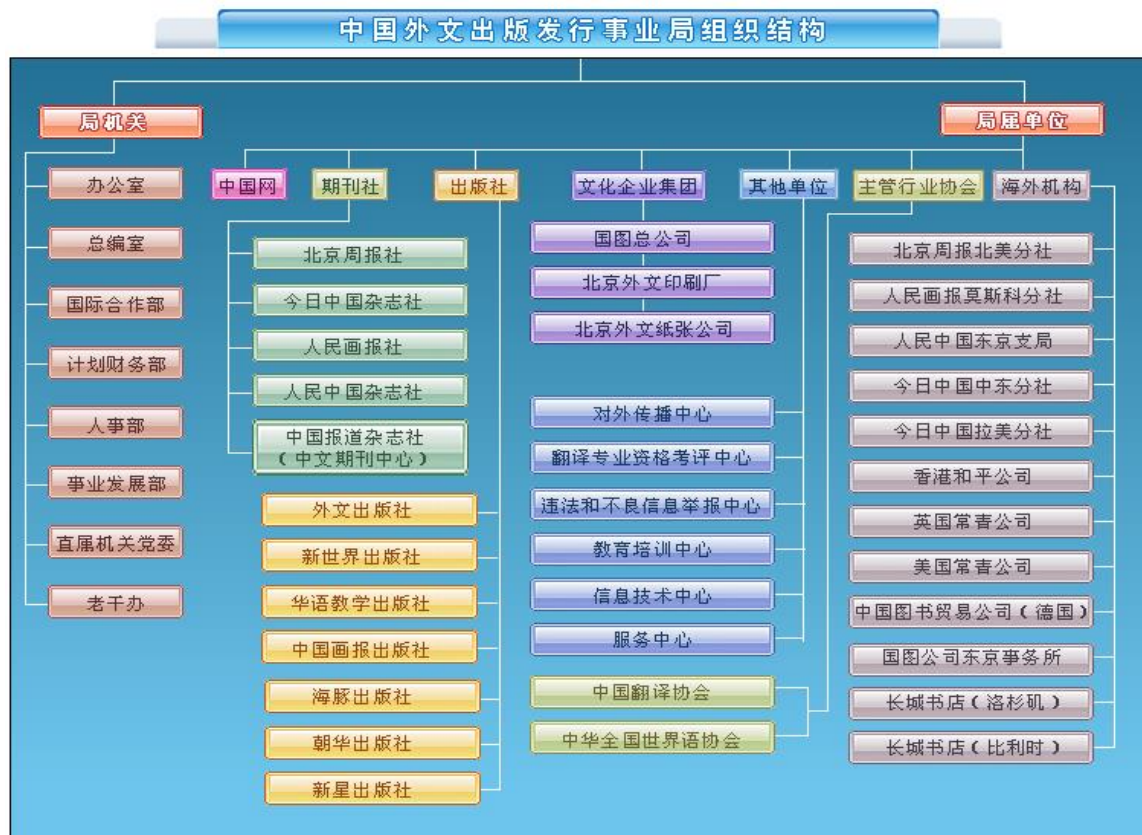 中国外文出版发行事业局组织结构
局机关
局属单位
办公室
总编室
国际合作部
计划财务部
人事部
事业发展部
直属机关党委
老干办
中国网
期刊社
出版社
文化企业集团
其他单位
主管行业协会
海外机构
北京周报社
今日中国杂志社
人民画报社
人民中国杂志社
中国报道杂志社
（中文期刊中心）
外文出版社
新世界出版社
华语教学出版社
中国画报出版社
海豚出版社
朝华出版社
新星出版社
国图总公司
北京外文印刷厂
北京外文纸张公司
对外传播中心
翻译专业资格考评中心
违法和不良信息举报中心
教育培训中心
信息技术中心
服务中心
中国翻译协会
中华全国世界语协会
北京周报北美分社
人民画报莫斯科分社
人民中国东京支局
今日中国中东分社
今日中国拉美分社
香港和平公司
英国常青公司
美国常青公司
中国图书贸易公司（德国）
国图公司东京事务所
长城书店（洛杉矶）
长城书店（比利时）